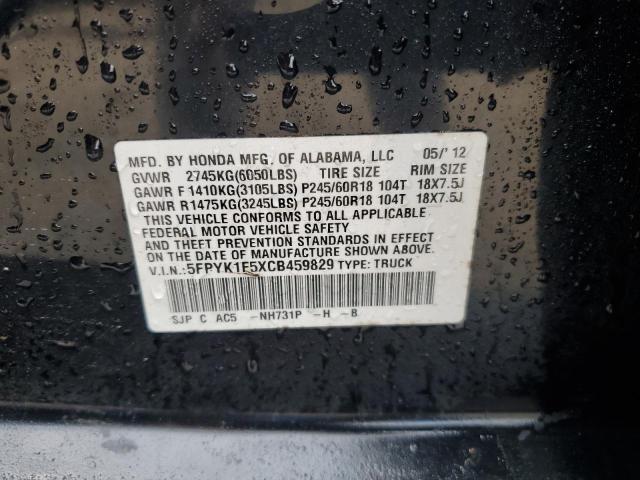 MFD. BY HONDA MFG. OF ALABAMA, LLC 05/'12
GVWR 2745KG(6050LBS) TIRE SIZE RIM SIZE
GAWR F 1410KG(3105LBS) P245/60R18 104T 18X7.5J
GAWR R1475KG(3245LBS) P245/60R18 104T 18X7.5J
THIS VEHICLE CONFORMS TO ALL APPLICABLE
FEDERAL MOTOR VEHICLE SAFETY
AND THEFT PREVENTION STANDARDS IN EFFECT
ON THE DATE OF MANUFACTURE SHOWN ABOVE.
V.I.N.:5FPYK1F5XCB459829 TYPE:TRUCK
SJP C AC5 -NH731P -H -B